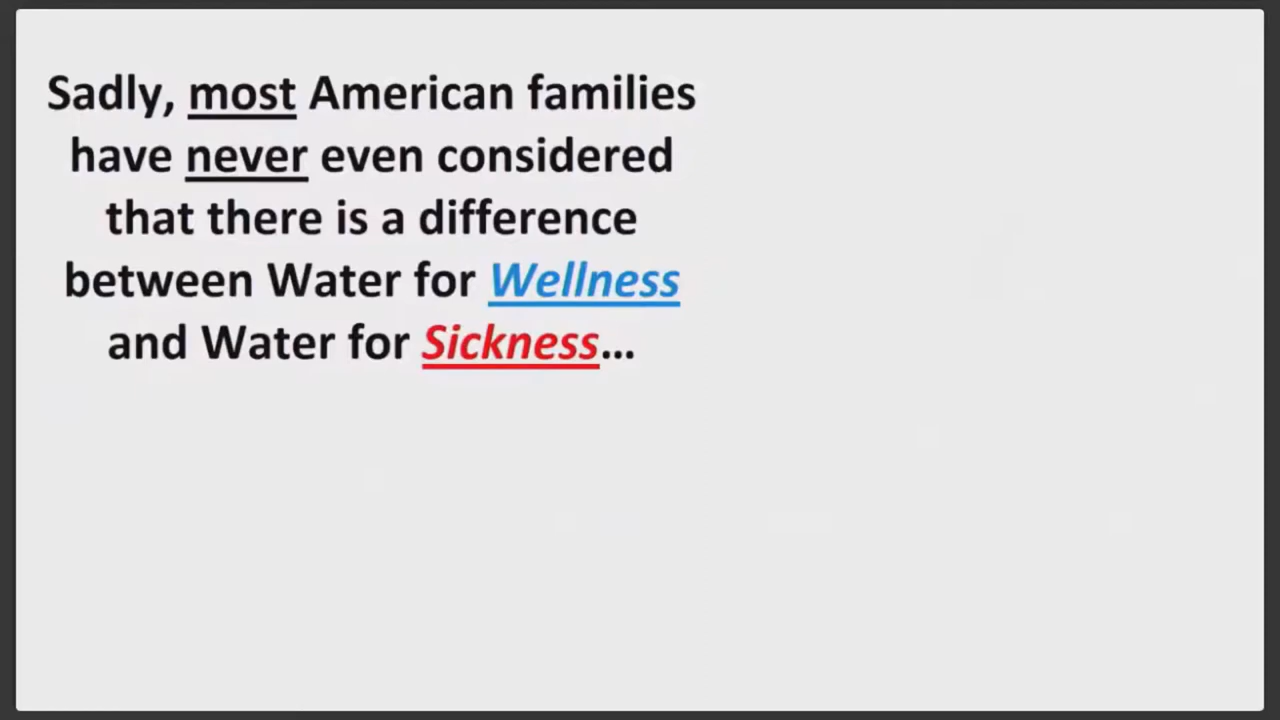 Sadly, most American families
have never even considered
that there is a difference
between Water for Wellness
and Water for Sickness...